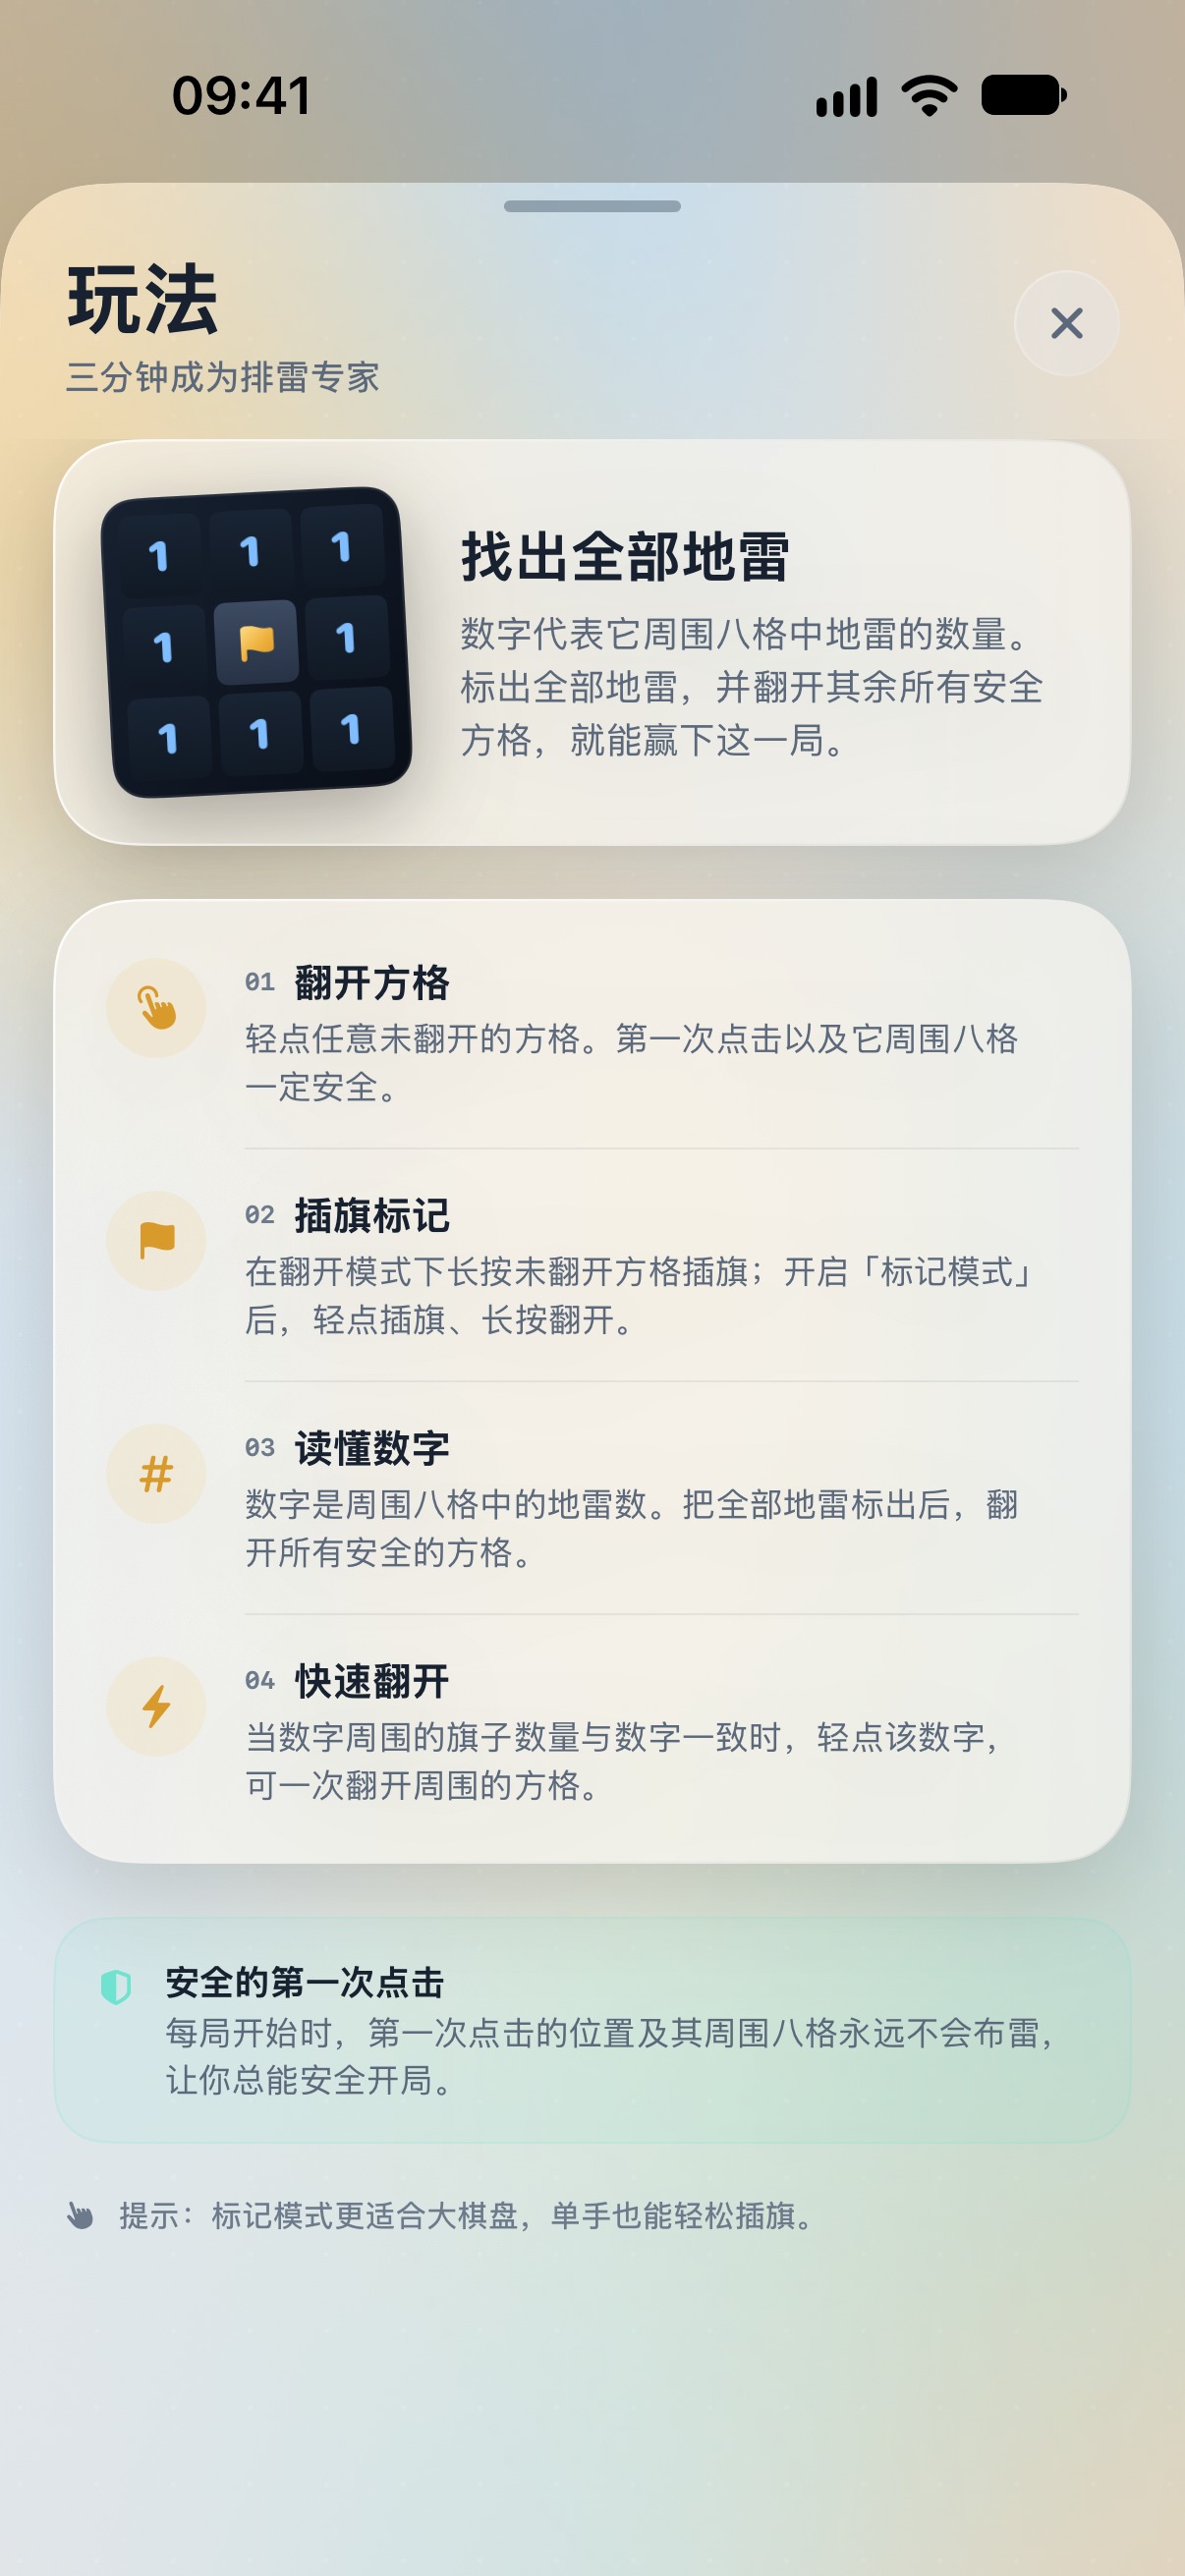 09:41
玩法
三分钟成为排雷专家
1 1 1
1 1
1 1 1
找出全部地雷
数字代表它周围八格中地雷的数量。
标出全部地雷，并翻开其余所有安全
方格，就能赢下这一局。
01 翻开方格
轻点任意未翻开的方格。第一次点击以及它周围八格
一定安全。
02 插旗标记
在翻开模式下长按未翻开方格插旗；开启「标记模式」
后，轻点插旗、长按翻开。
03 读懂数字
数字是周围八格中的地雷数。把全部地雷标出后，翻
开所有安全的方格。
04 快速翻开
当数字周围的旗子数量与数字一致时，轻点该数字，
可一次翻开周围的方格。
安全的第一次点击
每局开始时，第一次点击的位置及其周围八格永远不会布雷，
让你总能安全开局。
提示：标记模式更适合大棋盘，单手也能轻松插旗。